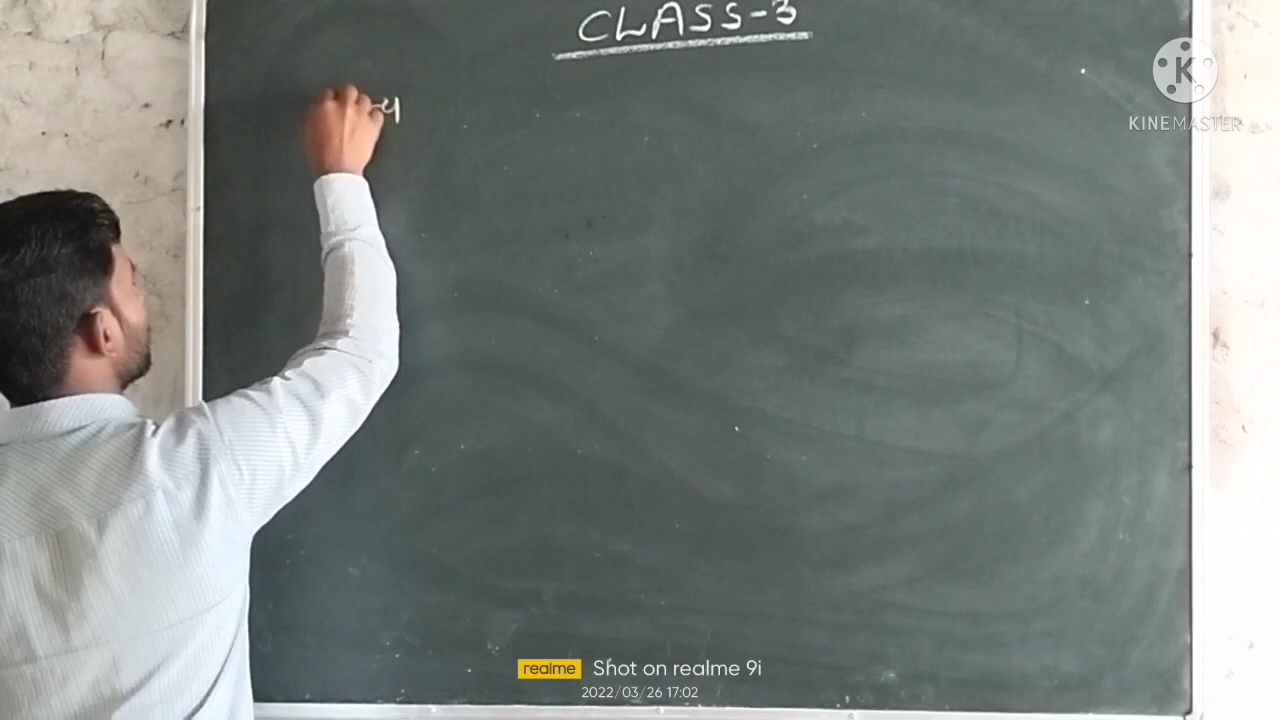 CLASS-3
K
KINEMASTER
realme Shot on realme 9i
2022/03/26 17:02